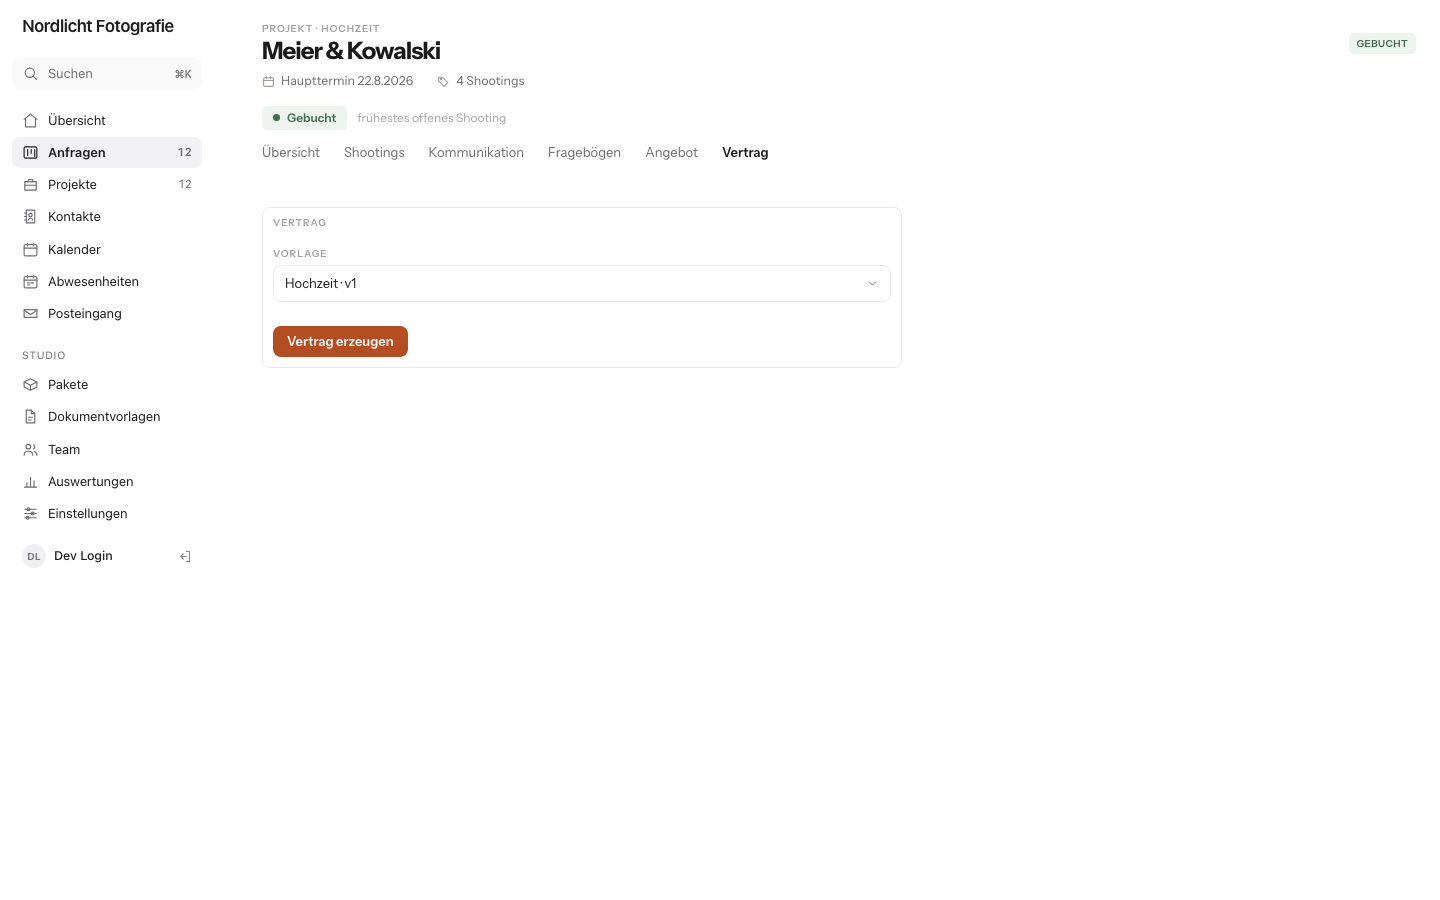 Nordlicht Fotografie
Suchen ⌘K
Übersicht
Anfragen 12
Projekte 12
Kontakte
Kalender
Abwesenheiten
Posteingang
STUDIO
Pakete
Dokumentvorlagen
Team
Auswertungen
Einstellungen
DL Dev Login
PROJEKT · HOCHZEIT
Meier & Kowalski
GEBUCHT
Haupttermin 22.8.2026 4 Shootings
Gebucht frühestes offenes Shooting
Übersicht Shootings Kommunikation Fragebögen Angebot Vertrag
VERTRAG
VORLAGE
Hochzeit · v1
Vertrag erzeugen